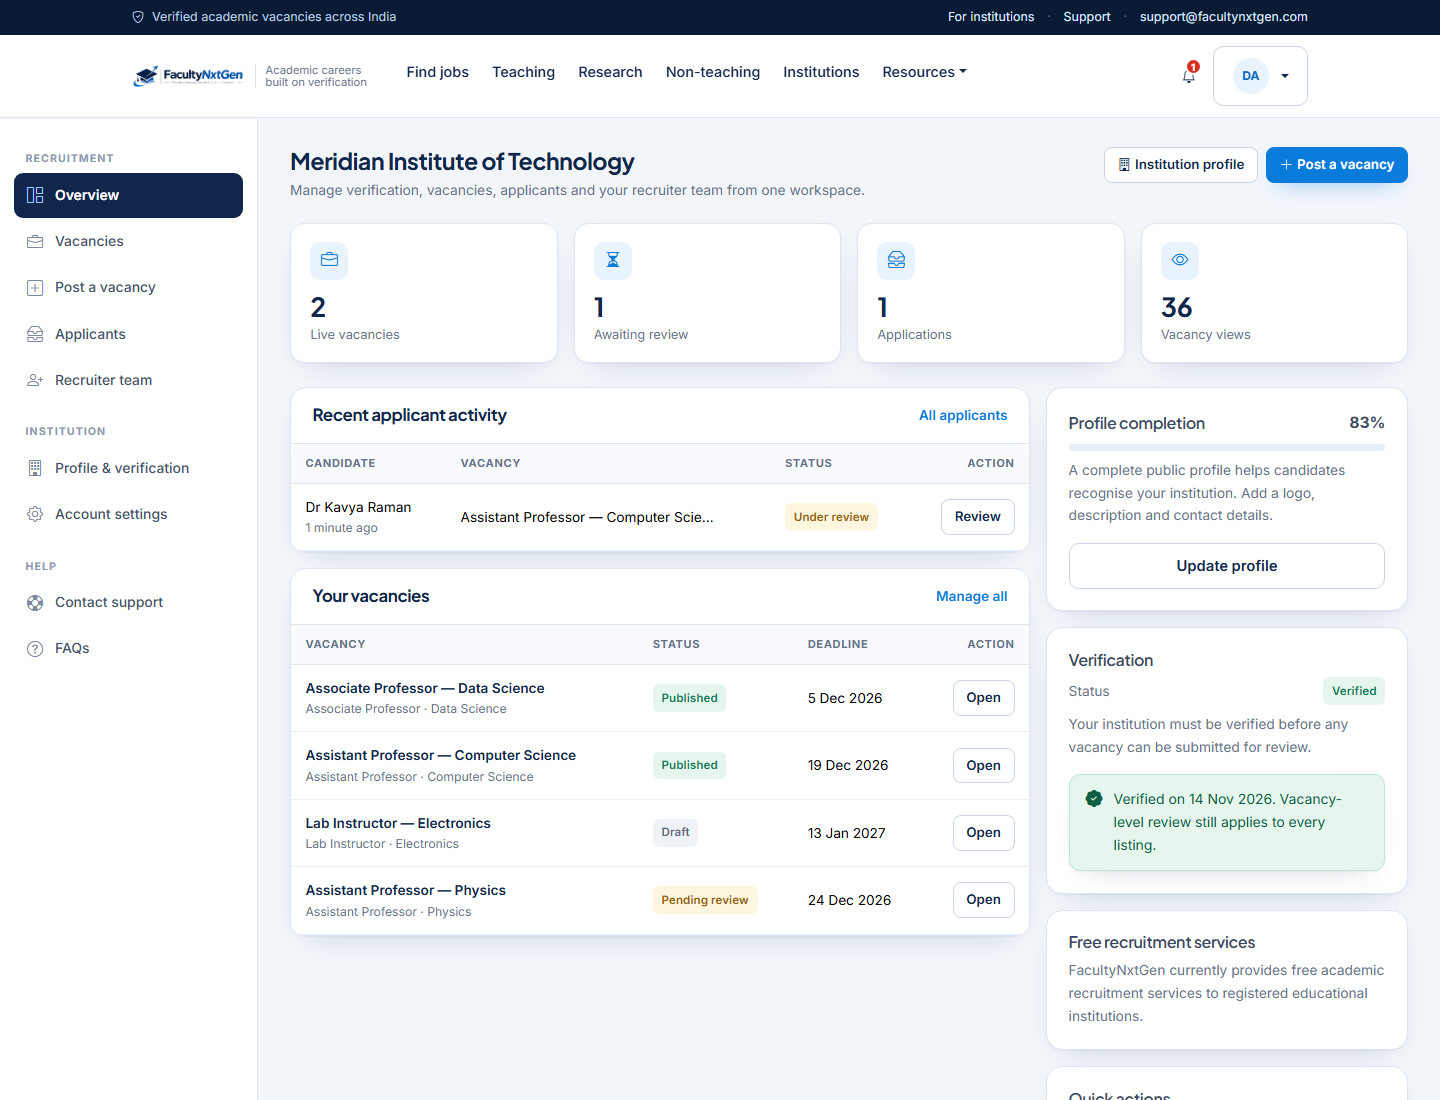 Verified academic vacancies across India
For institutions · Support · support@facultynxtgen.com
FacultyNxtGen
Academic careers
built on verification
Find jobs Teaching Research Non-teaching Institutions Resources
1
DA
RECRUITMENT
Overview
Vacancies
Post a vacancy
Applicants
Recruiter team
INSTITUTION
Profile & verification
Account settings
HELP
Contact support
FAQs
Meridian Institute of Technology
Manage verification, vacancies, applicants and your recruiter team from one workspace.
Institution profile
+ Post a vacancy
2
Live vacancies
1
Awaiting review
1
Applications
36
Vacancy views
Recent applicant activity
All applicants
CANDIDATE VACANCY STATUS ACTION
Dr Kavya Raman
1 minute ago
Assistant Professor — Computer Scie...
Under review
Review
Your vacancies
Manage all
VACANCY STATUS DEADLINE ACTION
Associate Professor — Data Science
Associate Professor · Data Science
Published
5 Dec 2026
Open
Assistant Professor — Computer Science
Assistant Professor · Computer Science
Published
19 Dec 2026
Open
Lab Instructor — Electronics
Lab Instructor · Electronics
Draft
13 Jan 2027
Open
Assistant Professor — Physics
Assistant Professor · Physics
Pending review
24 Dec 2026
Open
Profile completion 83%
A complete public profile helps candidates
recognise your institution. Add a logo,
description and contact details.
Update profile
Verification
Status Verified
Your institution must be verified before any
vacancy can be submitted for review.
Verified on 14 Nov 2026. Vacancy-
level review still applies to every
listing.
Free recruitment services
FacultyNxtGen currently provides free academic
recruitment services to registered educational
institutions.
Quick actions